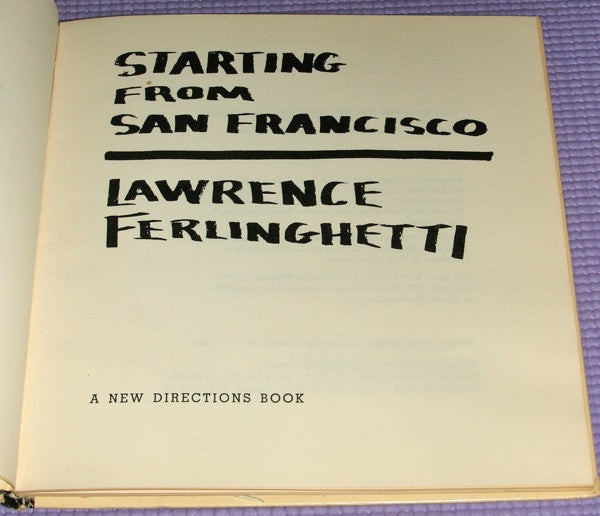 STARTING
FROM
SAN FRANCISCO
LAWRENCE
FERLINGHETTI
A NEW DIRECTIONS BOOK